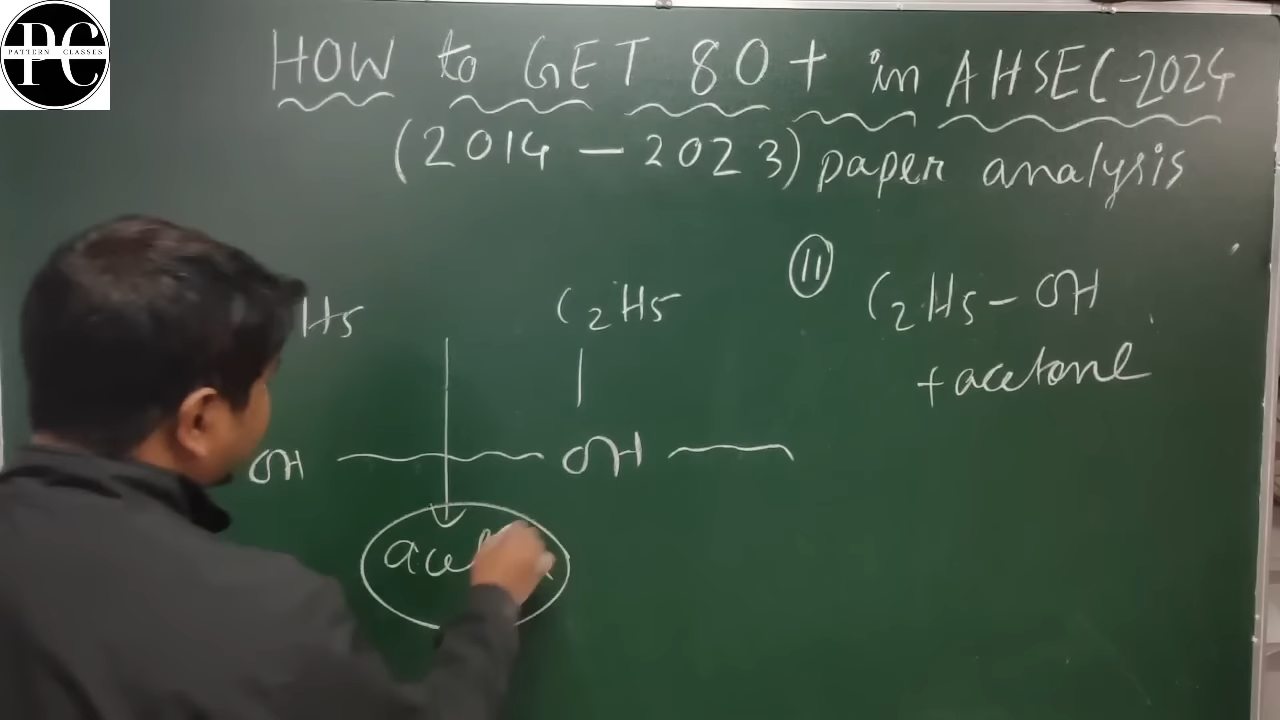 PC
PATTERN CLASSES
HOW to GET 80+ in AHSEC-2024
(2014 - 2023) paper analysis
H5
C2H5
OH
OH
11
C2H5-OH
+ acetone